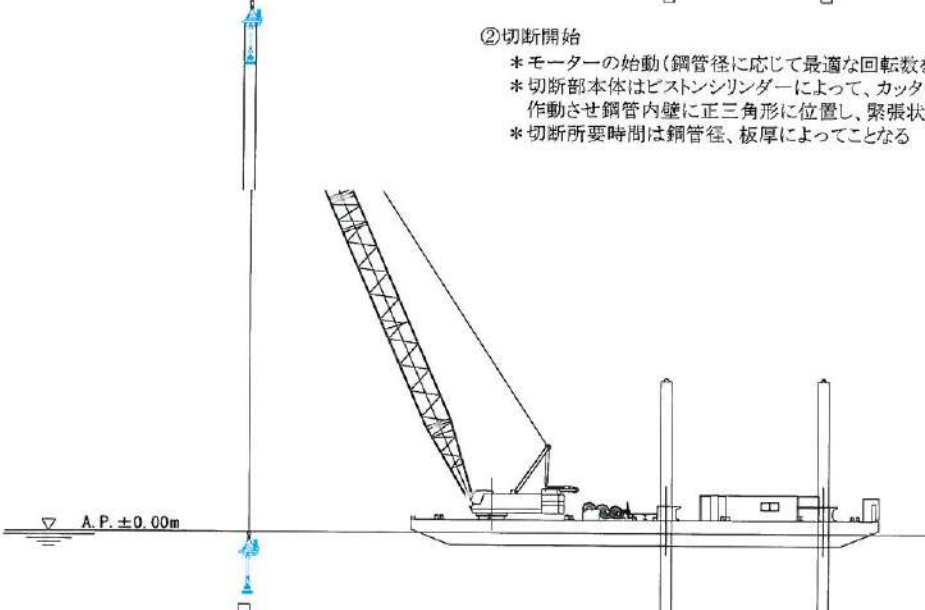 ②切断開始
＊モーターの始動(鋼管径に応じて最適な回転数を
＊切断部本体はピストンシリンダーによって、カッタ
作動させ鋼管内壁に正三角形に位置し、緊張状
＊切断所要時間は鋼管径、板厚によってことなる
A.P.±0.00m